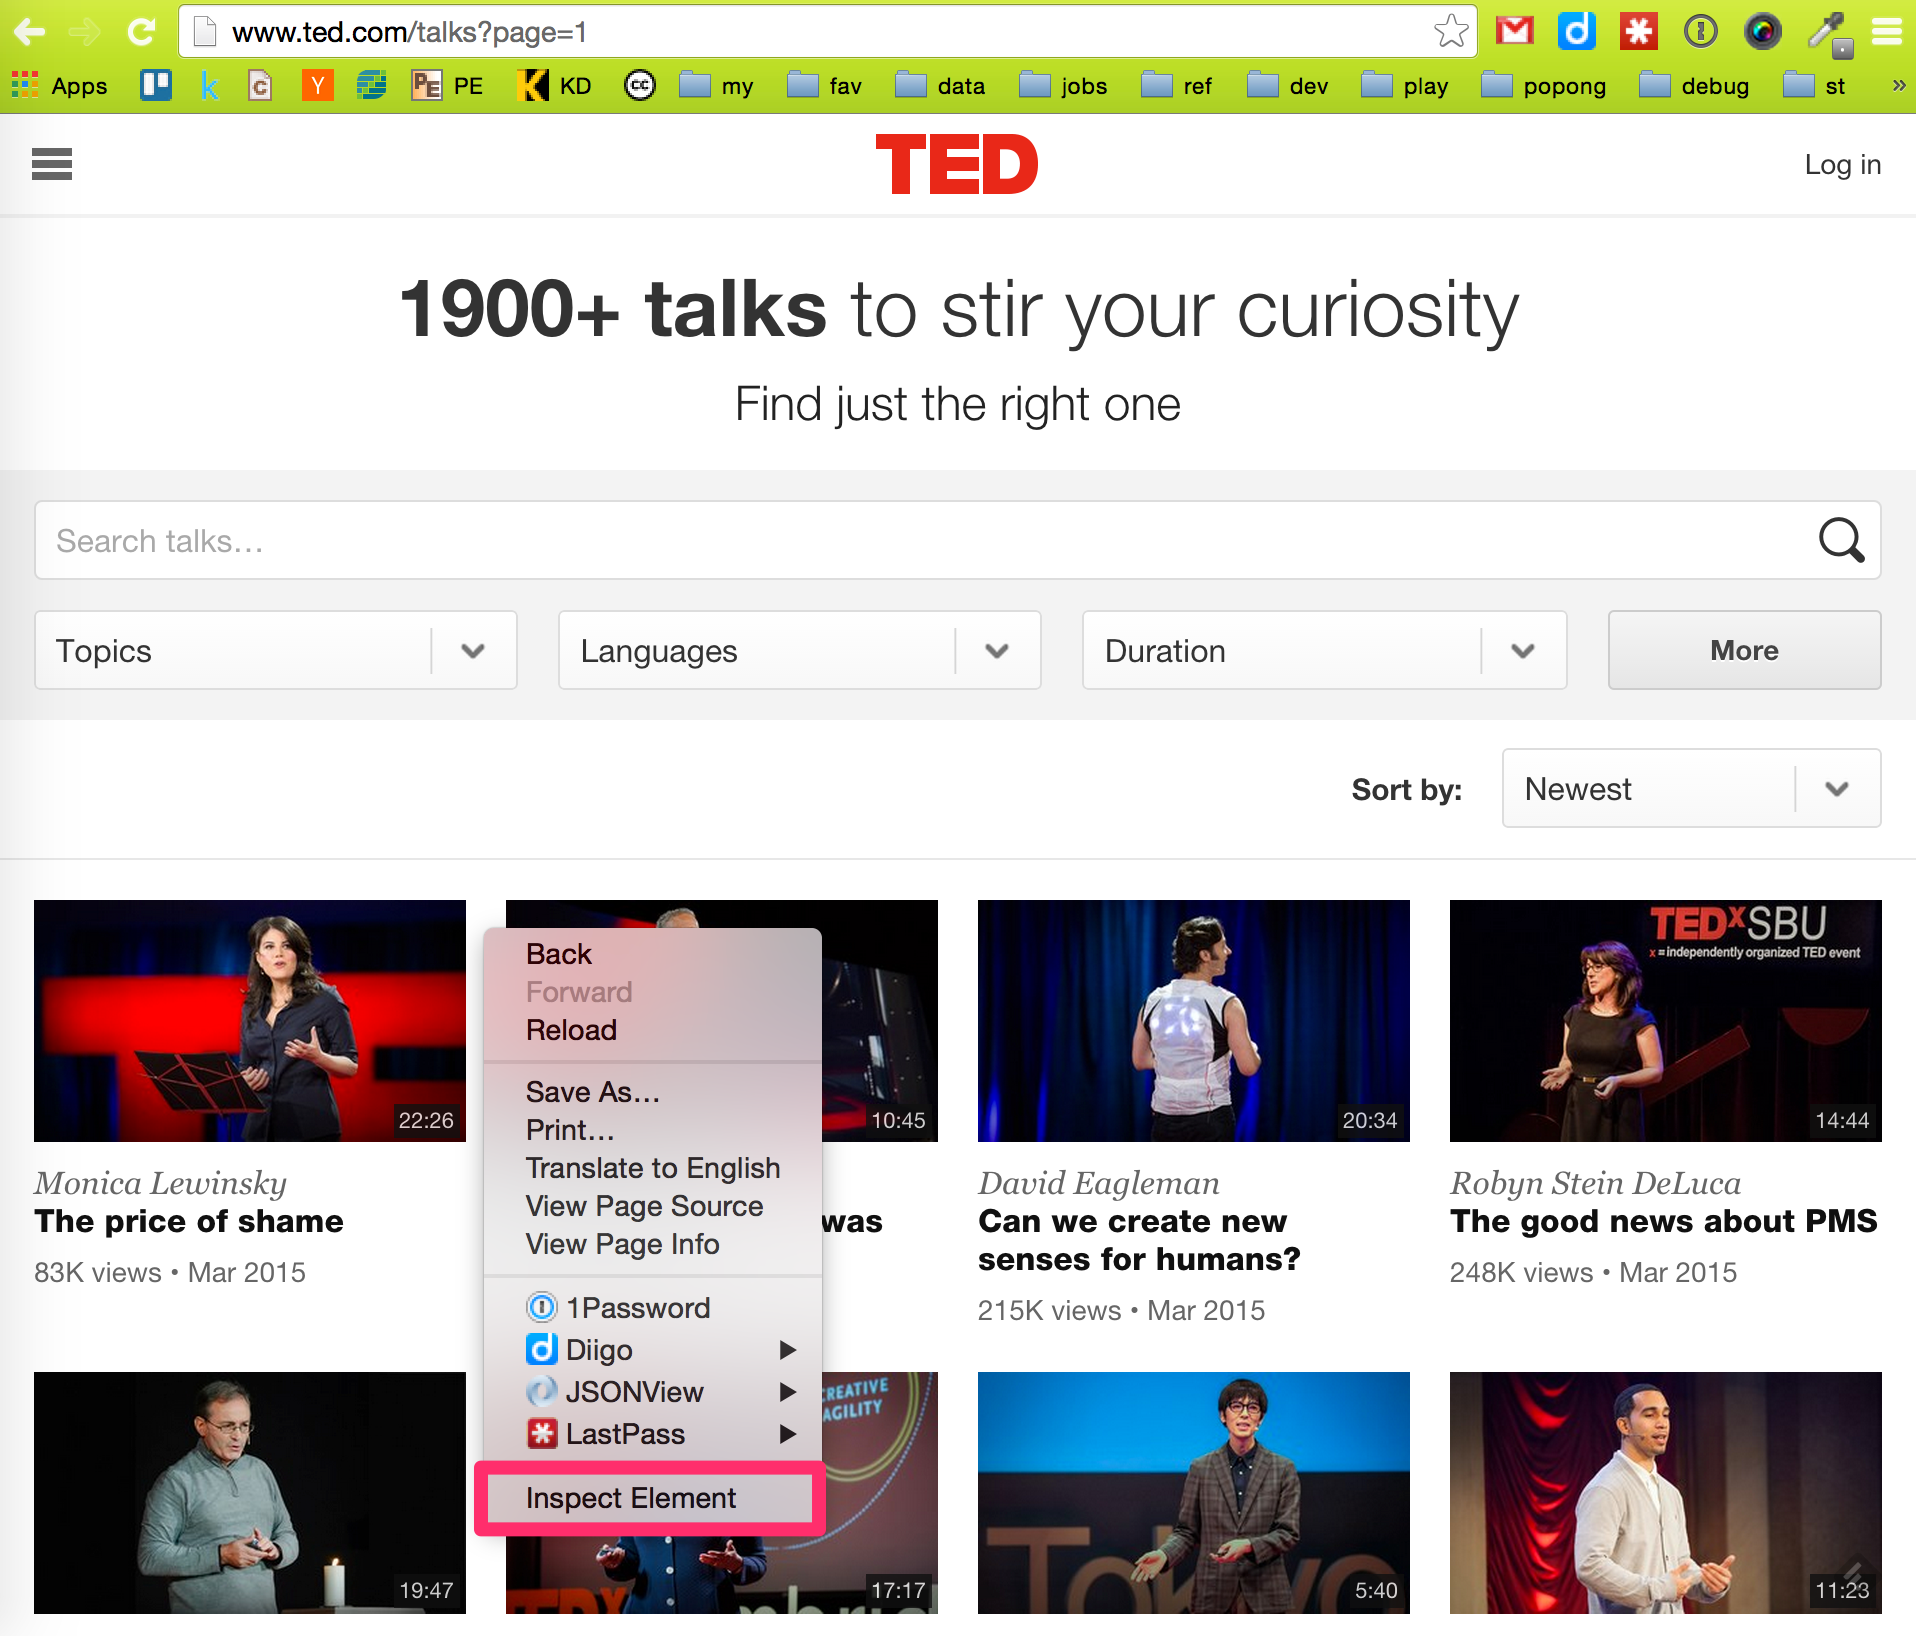 www.ted.com/talks?page=1
Apps
k
c
Y
PE PE
K KD
cc
my
fav
data
jobs
ref
dev
play
popong
debug
st
»
TED
Log in
1900+ talks to stir your curiosity
Find just the right one
Search talks...
Topics
Languages
Duration
More
Sort by:
Newest
22:26
Monica Lewinsky
The price of shame
83K views • Mar 2015
10:45
was
20:34
David Eagleman
Can we create new
senses for humans?
215K views • Mar 2015
TEDxSBU
x = independently organized TED event
14:44
Robyn Stein DeLuca
The good news about PMS
248K views • Mar 2015
Back
Forward
Reload
Save As...
Print...
Translate to English
View Page Source
View Page Info
1Password
Diigo
JSONView
LastPass
Inspect Element
19:47
CREATIVE
AGILITY
TEDx
17:17
Tokyo
5:40
11:23